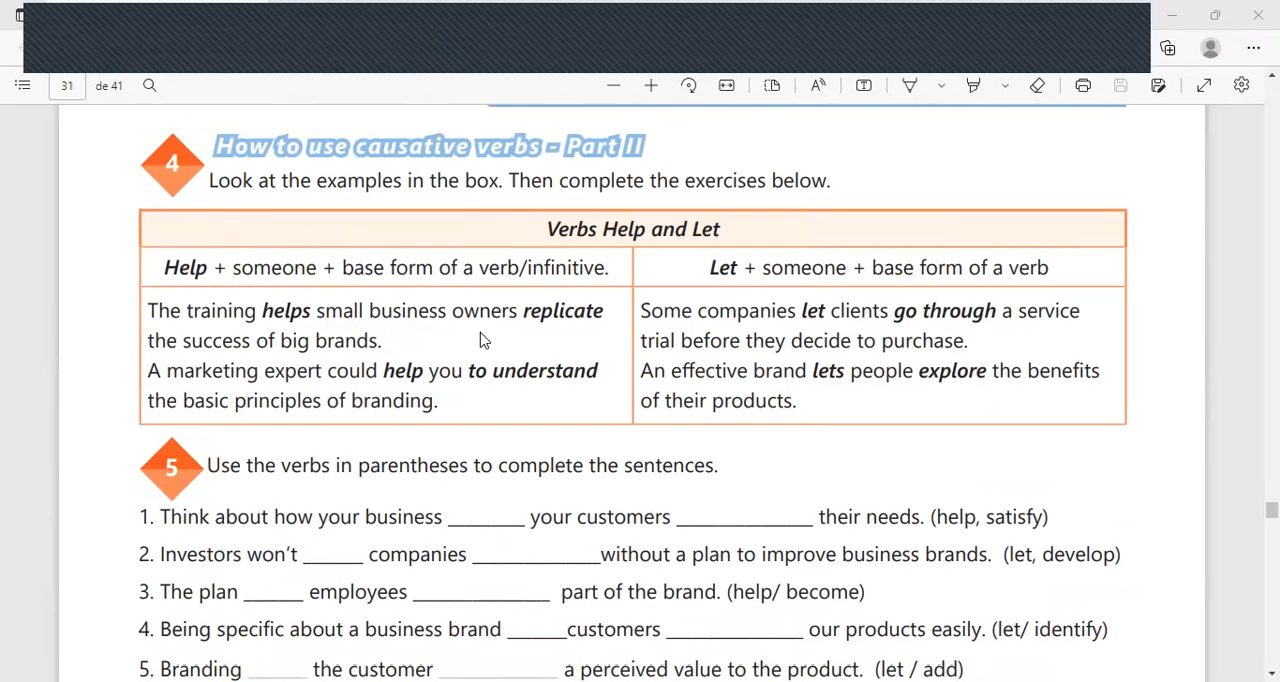 31 de 41
4 How to use causative verbs - Part II
Look at the examples in the box. Then complete the exercises below.
Verbs Help and Let
Help + someone + base form of a verb/infinitive.
Let + someone + base form of a verb
The training helps small business owners replicate
the success of big brands.
A marketing expert could help you to understand
the basic principles of branding.
Some companies let clients go through a service
trial before they decide to purchase.
An effective brand lets people explore the benefits
of their products.
5 Use the verbs in parentheses to complete the sentences.
1. Think about how your business ________ your customers ______________ their needs. (help, satisfy)
2. Investors won't ______ companies _____________without a plan to improve business brands. (let, develop)
3. The plan ______ employees ______________ part of the brand. (help/ become)
4. Being specific about a business brand ______customers ______________ our products easily. (let/ identify)
5. Branding ______ the customer ____________ a perceived value to the product. (let / add)